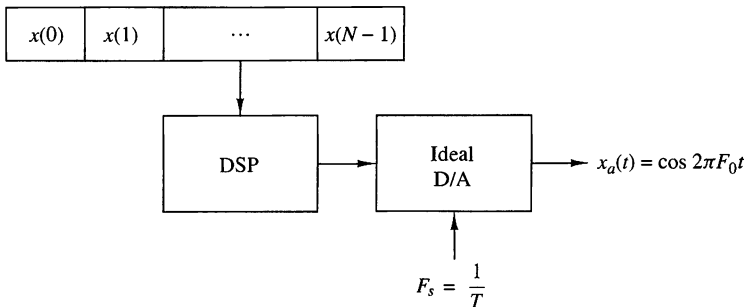 x(0) x(1) ... x(N − 1)
DSP
Ideal
D/A
x_a(t) = cos 2πF_0t
F_s = 1/T